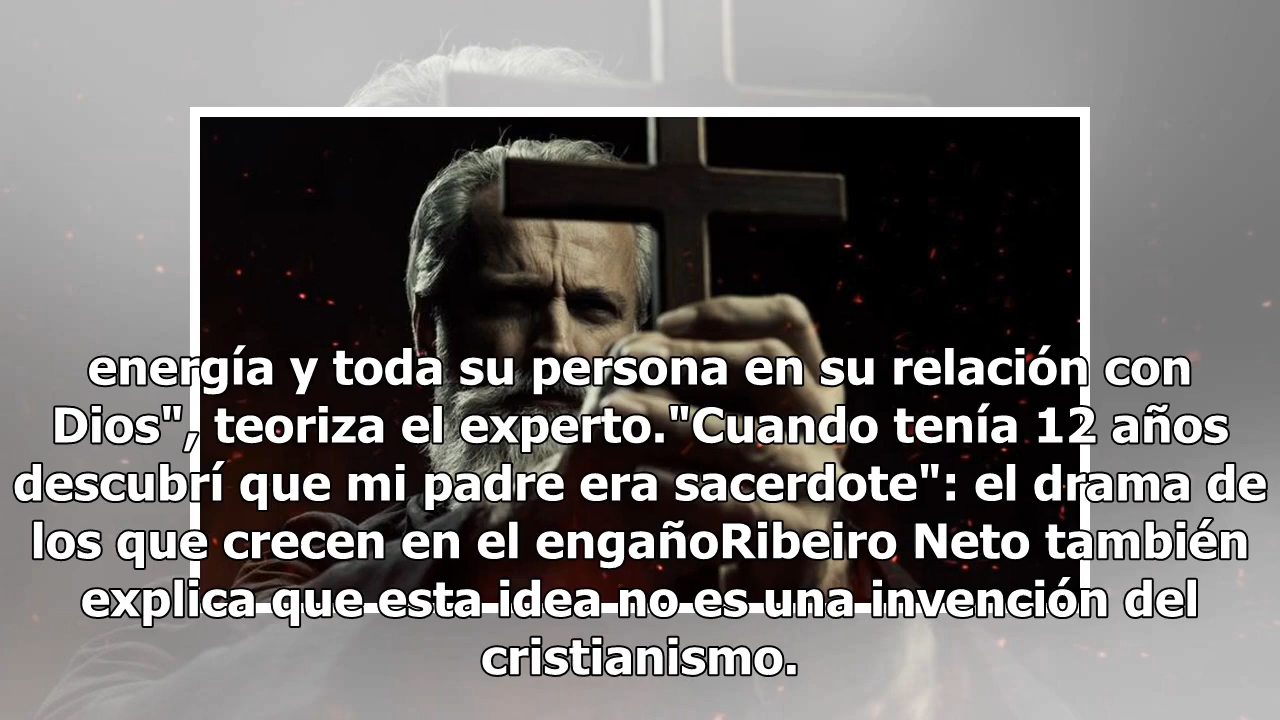 energía y toda su persona en su relación con
Dios", teoriza el experto."Cuando tenía 12 años
descubrí que mi padre era sacerdote": el drama de
los que crecen en el engañoRibeiro Neto también
explica que esta idea no es una invención del
cristianismo.